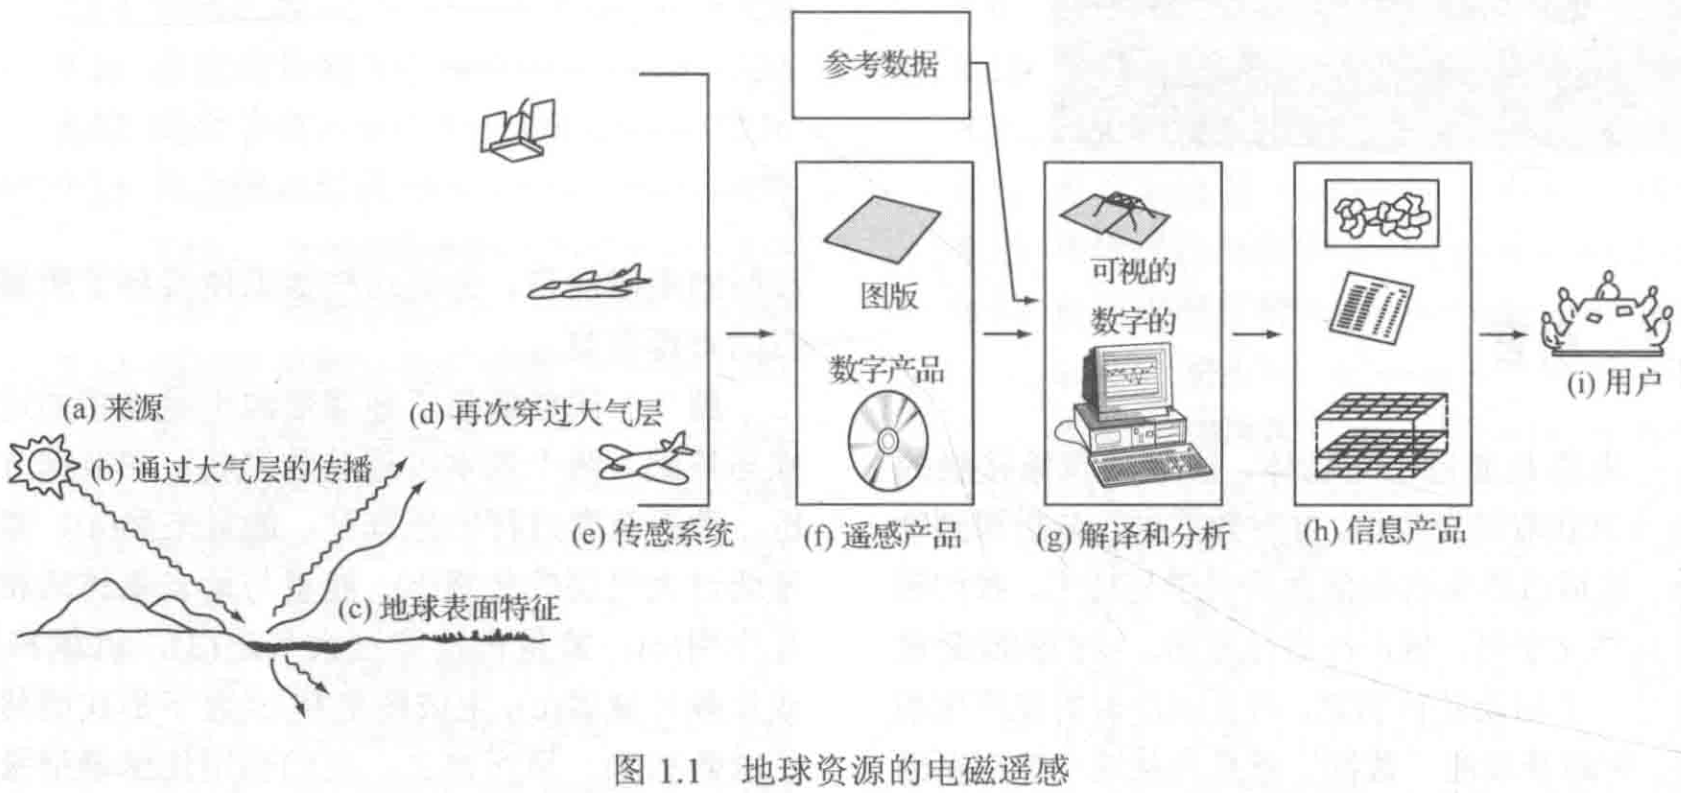 参考数据
图版
数字产品
可视的
数字的
(a) 来源
(b) 通过大气层的传播
(c) 地球表面特征
(d) 再次穿过大气层
(e) 传感系统
(f) 遥感产品
(g) 解译和分析
(h) 信息产品
(i) 用户
图 1.1 地球资源的电磁遥感